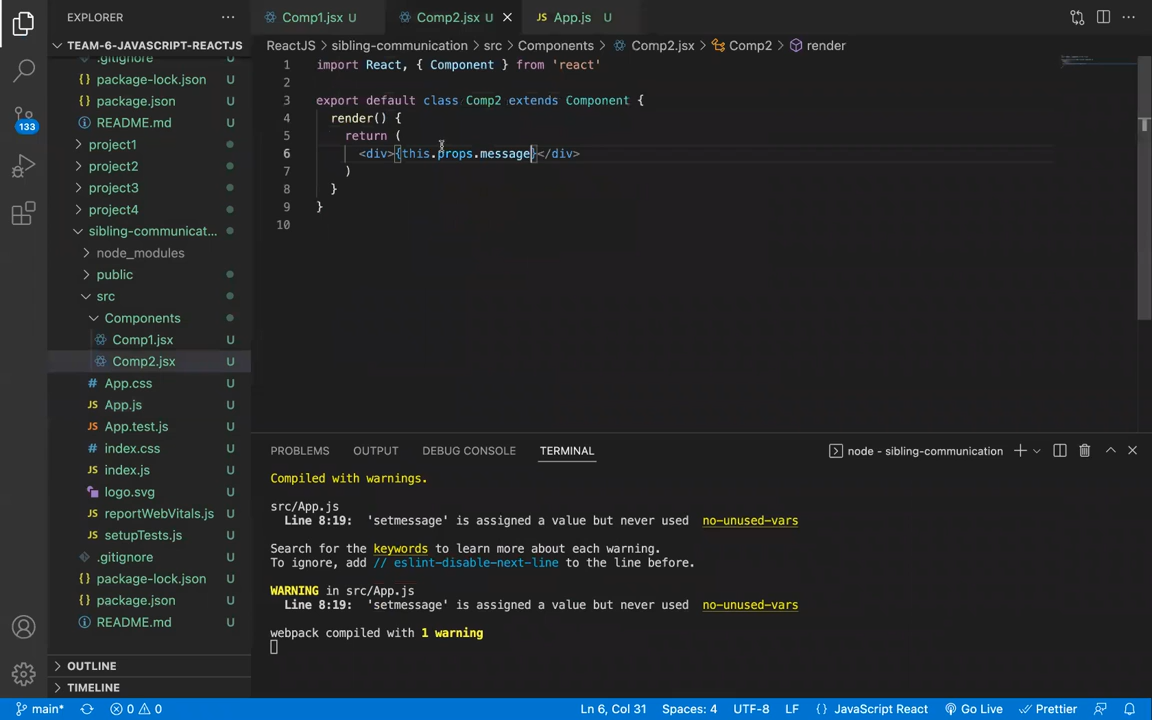 EXPLORER
Comp1.jsx U
Comp2.jsx U
JS App.js U
TEAM-6-JAVASCRIPT-REACTJS
ReactJS > sibling-communication > src > Components > Comp2.jsx > Comp2 > render
.gitignore
{} package-lock.json U
{} package.json U
README.md U
project1
project2
project3
project4
sibling-communicat...
node_modules
public
src
Components
Comp1.jsx U
Comp2.jsx U
# App.css U
JS App.js U
JS App.test.js U
# index.css U
JS index.js U
logo.svg U
JS reportWebVitals.js U
JS setupTests.js U
.gitignore U
{} package-lock.json U
{} package.json U
README.md U
OUTLINE
TIMELINE
133
1 import React, { Component } from 'react'
2
3 export default class Comp2 extends Component {
4 render() {
5 return (
6 <div>{this.props.message}</div>
7 )
8 }
9 }
10
PROBLEMS OUTPUT DEBUG CONSOLE TERMINAL node - sibling-communication
Compiled with warnings.
src/App.js
Line 8:19: 'setmessage' is assigned a value but never used no-unused-vars
Search for the keywords to learn more about each warning.
To ignore, add // eslint-disable-next-line to the line before.
WARNING in src/App.js
Line 8:19: 'setmessage' is assigned a value but never used no-unused-vars
webpack compiled with 1 warning
main* 0 0 Ln 6, Col 31 Spaces: 4 UTF-8 LF {} JavaScript React Go Live Prettier